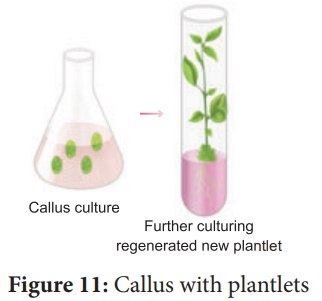 Callus culture
Further culturing
regenerated new plantlet
Figure 11: Callus with plantlets